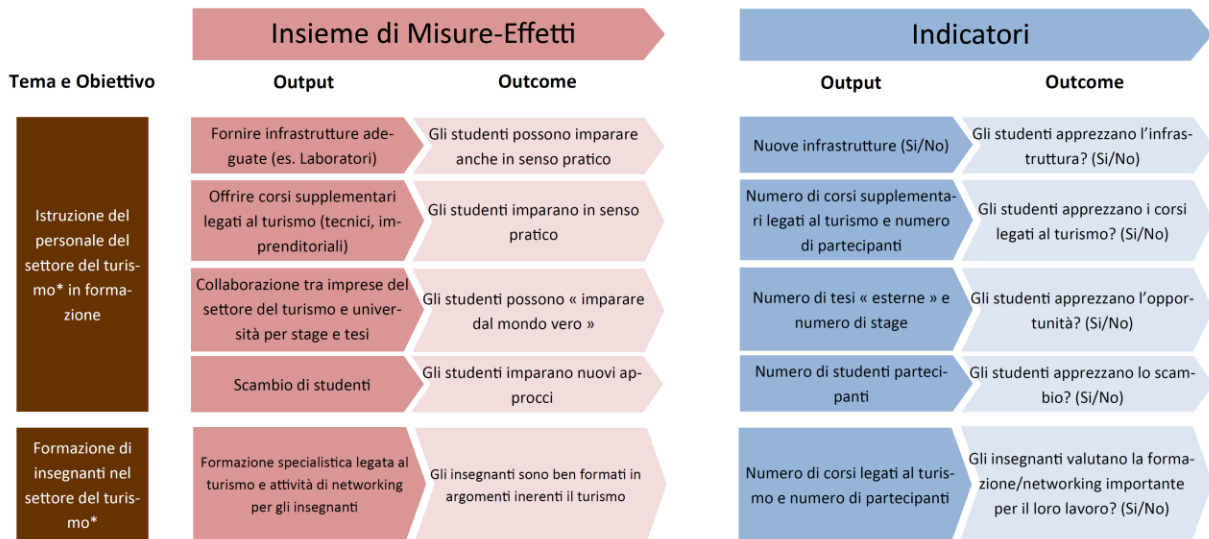 Insieme di Misure-Effetti
Indicatori
Tema e Obiettivo
Output
Outcome
Output
Outcome
Istruzione del
personale del
settore del turis-
mo* in forma-
zione
Fornire infrastrutture ade-
guate (es. Laboratori)
Gli studenti possono imparare
anche in senso pratico
Nuove infrastrutture (Si/No)
Gli studenti apprezzano l'infras-
struttura? (Si/No)
Offrire corsi supplementari
legati al turismo (tecnici, im-
prenditoriali)
Gli studenti imparano in senso
pratico
Numero di corsi supplementa-
ri legati al turismo e numero
di partecipanti
Gli studenti apprezzano i corsi
legati al turismo? (Si/No)
Collaborazione tra imprese del
settore del turismo e univer-
sità per stage e tesi
Gli studenti possono « imparare
dal mondo vero »
Numero di tesi « esterne » e
numero di stage
Gli studenti apprezzano l'oppor-
tunità? (Si/No)
Scambio di studenti
Gli studenti imparano nuovi ap-
procci
Numero di studenti parteci-
panti
Gli studenti apprezzano lo scam-
bio? (Si/No)
Formazione di
insegnanti nel
settore del turis-
mo*
Formazione specialistica legata al
turismo e attività di networking
per gli insegnanti
Gli insegnanti sono ben formati in
argomenti inerenti il turismo
Numero di corsi legati al turis-
mo e numero di partecipanti
Gli insegnanti valutano la forma-
zione/networking importante
per il loro lavoro? (Si/No)